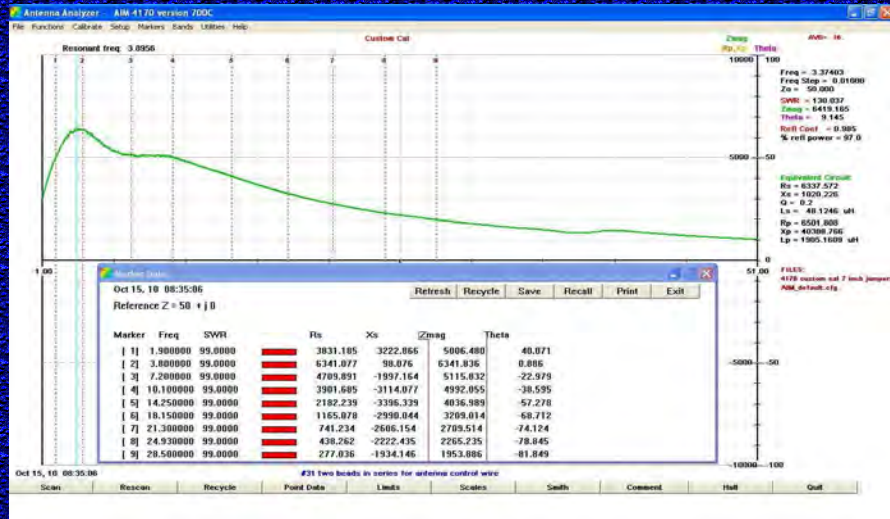 Antenna Analyzer - AIM 4170 version 700C
File Functions Calibrate Setup Markers Bands Utilities Help
Custom Cal
Zmag AVG= 16
Resonant freq: 3.8956
Rp,Xp Theta
1 2 3 4 5 6 7 8 9
10000 100
Freq = 3.37403
Freq Step = 0.01600
Zo = 50.000
SWR = 130.037
Zmag = 6419.165
Theta = 9.145
Refl Coef = 0.985
% refl power = 97.0
5000 50
Equivalent Circuit
Rs = 6337.572
Xs = 1020.226
Q = 0.2
Ls = 48.1246 uH
Rp = 6501.808
Xp = 40388.766
Lp = 1905.1609 uH
0
1.00 51.00
FILES:
4170 custom cal 7 inch jumper
AIM_default.cfg
Marker Data
Oct 15, 10 08:35:06
Refresh Recycle Save Recall Print Exit
Reference Z = 50 + j 0
Marker Freq SWR Rs Xs Zmag Theta
[ 1] 1.900000 99.0000 3831.105 3222.866 5006.480 40.071
[ 2] 3.800000 99.0000 6341.077 98.076 6341.836 0.886
[ 3] 7.200000 99.0000 4709.891 -1997.164 5115.832 -22.979
[ 4] 10.100000 99.0000 3901.605 -3114.077 4992.055 -38.595
[ 5] 14.250000 99.0000 2182.239 -3396.339 4036.989 -57.278
[ 6] 18.150000 99.0000 1165.078 -2990.044 3209.014 -68.712
[ 7] 21.300000 99.0000 741.234 -2606.154 2709.514 -74.124
[ 8] 24.930000 99.0000 438.262 -2222.435 2265.235 -78.845
[ 9] 28.500000 99.0000 277.036 -1934.146 1953.886 -81.849
-5000 -50
-10000 -100
Oct 15, 10 08:35:06
#31 two beads in series for antenna control wire
Scan Rescan Recycle Point Data Limits Scales Smith Comment Halt Quit